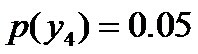 p(y₄) = 0.05